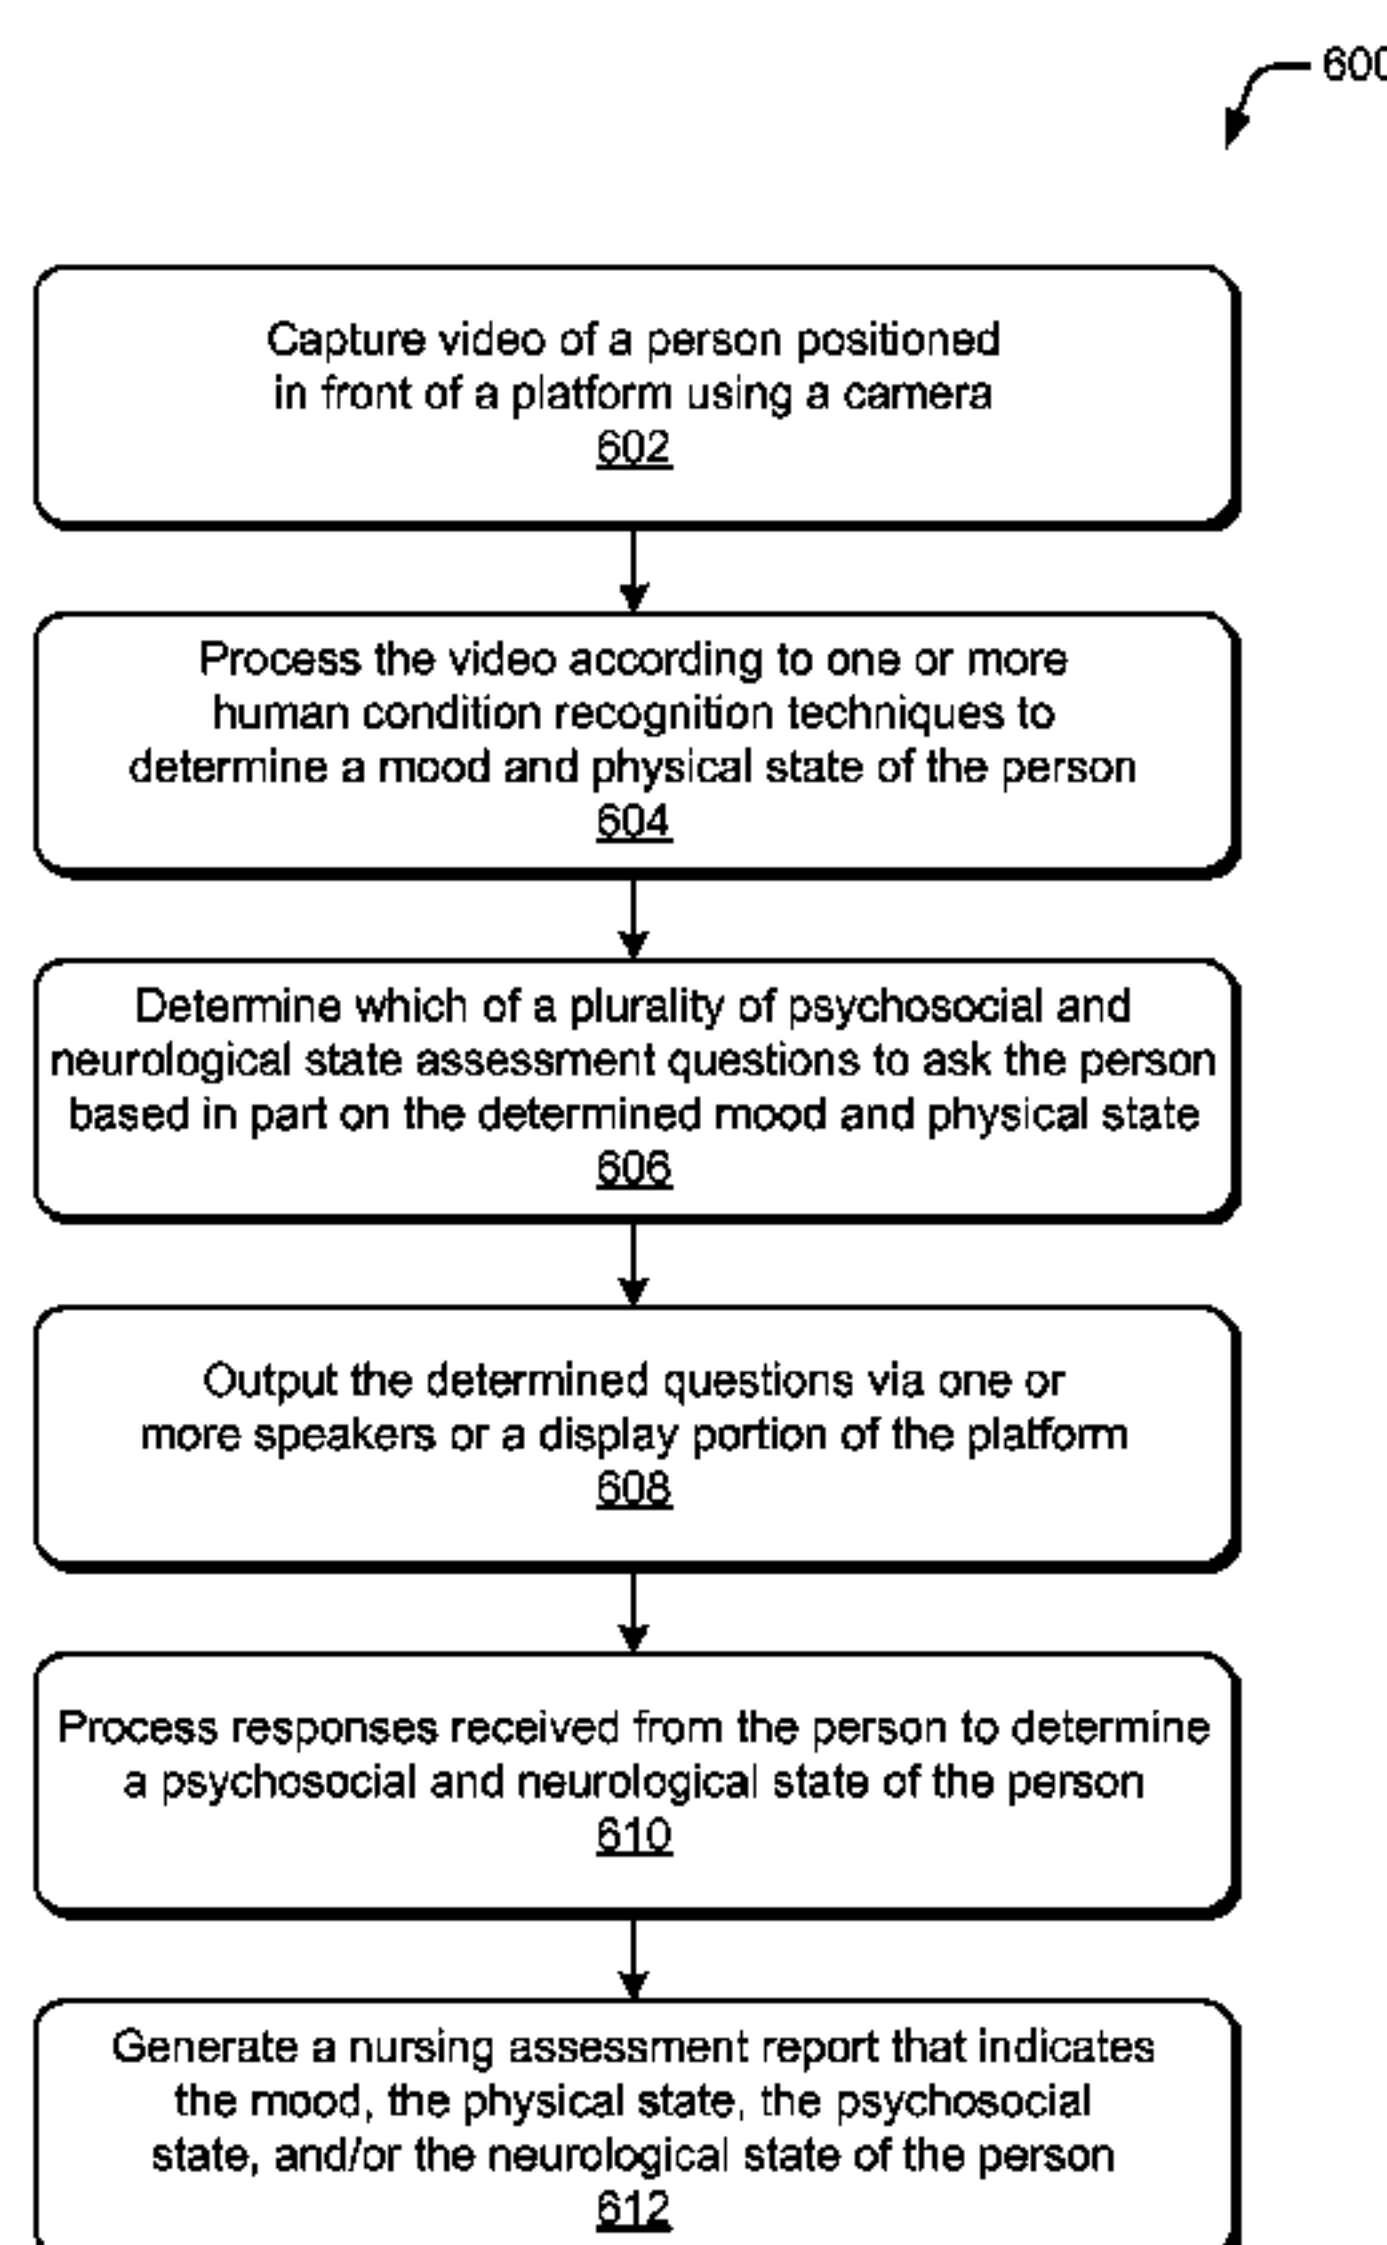 600
Capture video of a person positioned
in front of a platform using a camera
602
Process the video according to one or more
human condition recognition techniques to
determine a mood and physical state of the person
604
Determine which of a plurality of psychosocial and
neurological state assessment questions to ask the person
based in part on the determined mood and physical state
606
Output the determined questions via one or
more speakers or a display portion of the platform
608
Process responses received from the person to determine
a psychosocial and neurological state of the person
610
Generate a nursing assessment report that indicates
the mood, the physical state, the psychosocial
state, and/or the neurological state of the person
612